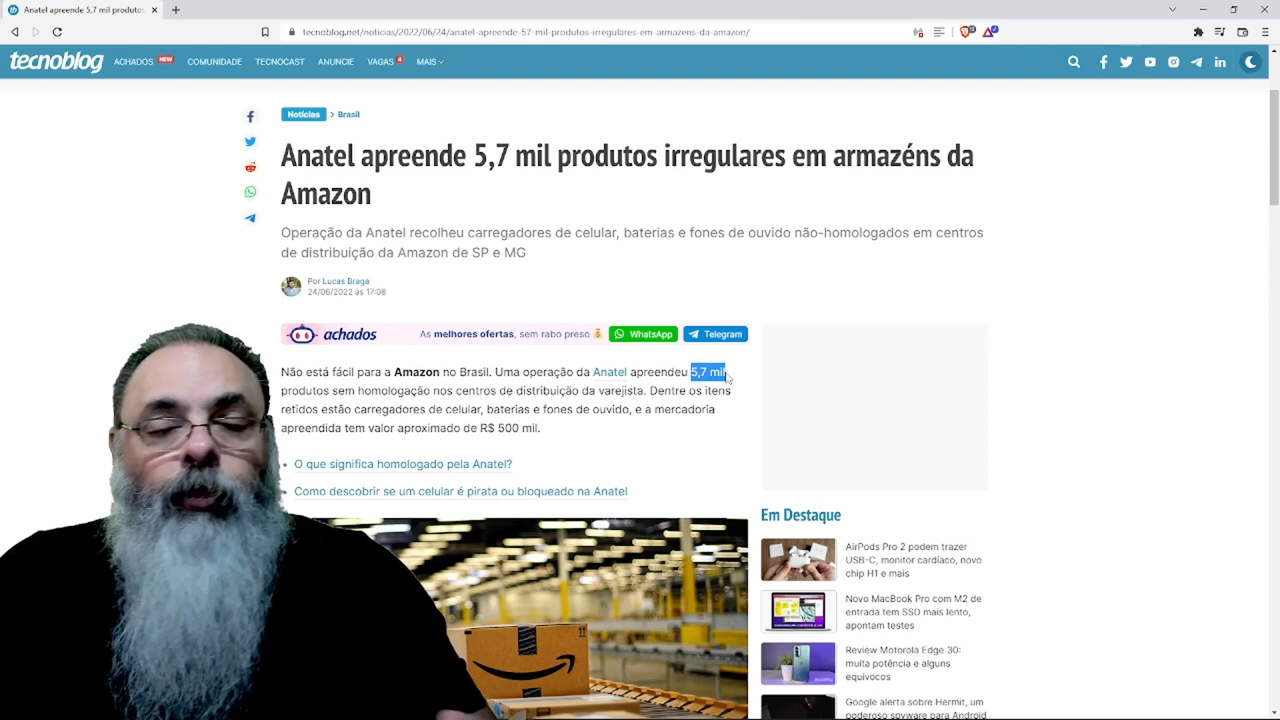 Anatel apreende 5,7 mil produtos
tecnoblog.net/noticias/2022/06/24/anatel-apreende-57-mil-produtos-irregulares-em-armazens-da-amazon/
tecnoblog
ACHADOS NEW COMUNIDADE TECNOCAST ANUNCIE VAGAS 4 MAIS
in
Notícias > Brasil
Anatel apreende 5,7 mil produtos irregulares em armazéns da
Amazon
Operação da Anatel recolheu carregadores de celular, baterias e fones de ouvido não-homologados em centros
de distribuição da Amazon de SP e MG
Por Lucas Braga
24/06/2022 às 17:08
achados As melhores ofertas, sem rabo preso WhatsApp Telegram
Não está fácil para a Amazon no Brasil. Uma operação da Anatel apreendeu 5,7 mil
produtos sem homologação nos centros de distribuição da varejista. Dentre os itens
retidos estão carregadores de celular, baterias e fones de ouvido, e a mercadoria
apreendida tem valor aproximado de R$ 500 mil.
• O que significa homologado pela Anatel?
• Como descobrir se um celular é pirata ou bloqueado na Anatel
Em Destaque
AirPods Pro 2 podem trazer
USB-C, monitor cardíaco, novo
chip H1 e mais
Novo MacBook Pro com M2 de
entrada tem SSD mais lento,
apontam testes
Review Motorola Edge 30:
muita potência e alguns
equívocos
Google alerta sobre Hermit, um
poderoso spyware para Android